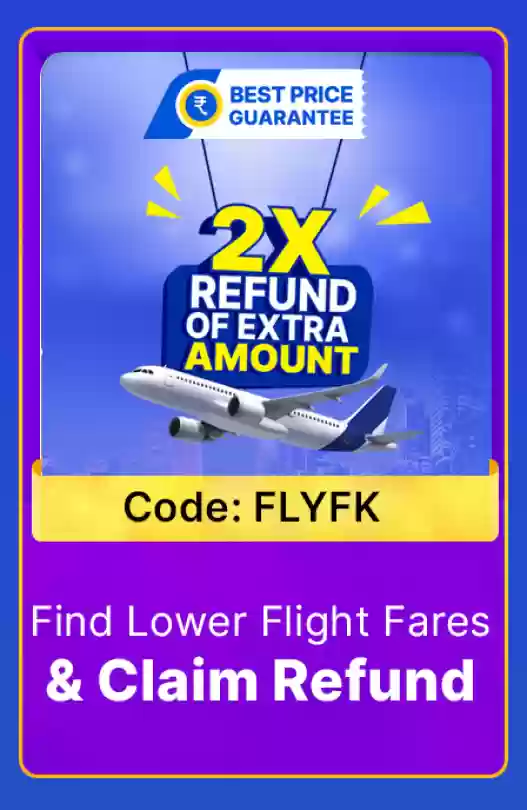 ₹
BEST PRICE
GUARANTEE
2X
REFUND
OF EXTRA
AMOUNT
Code: FLYFK
Find Lower Flight Fares
& Claim Refund